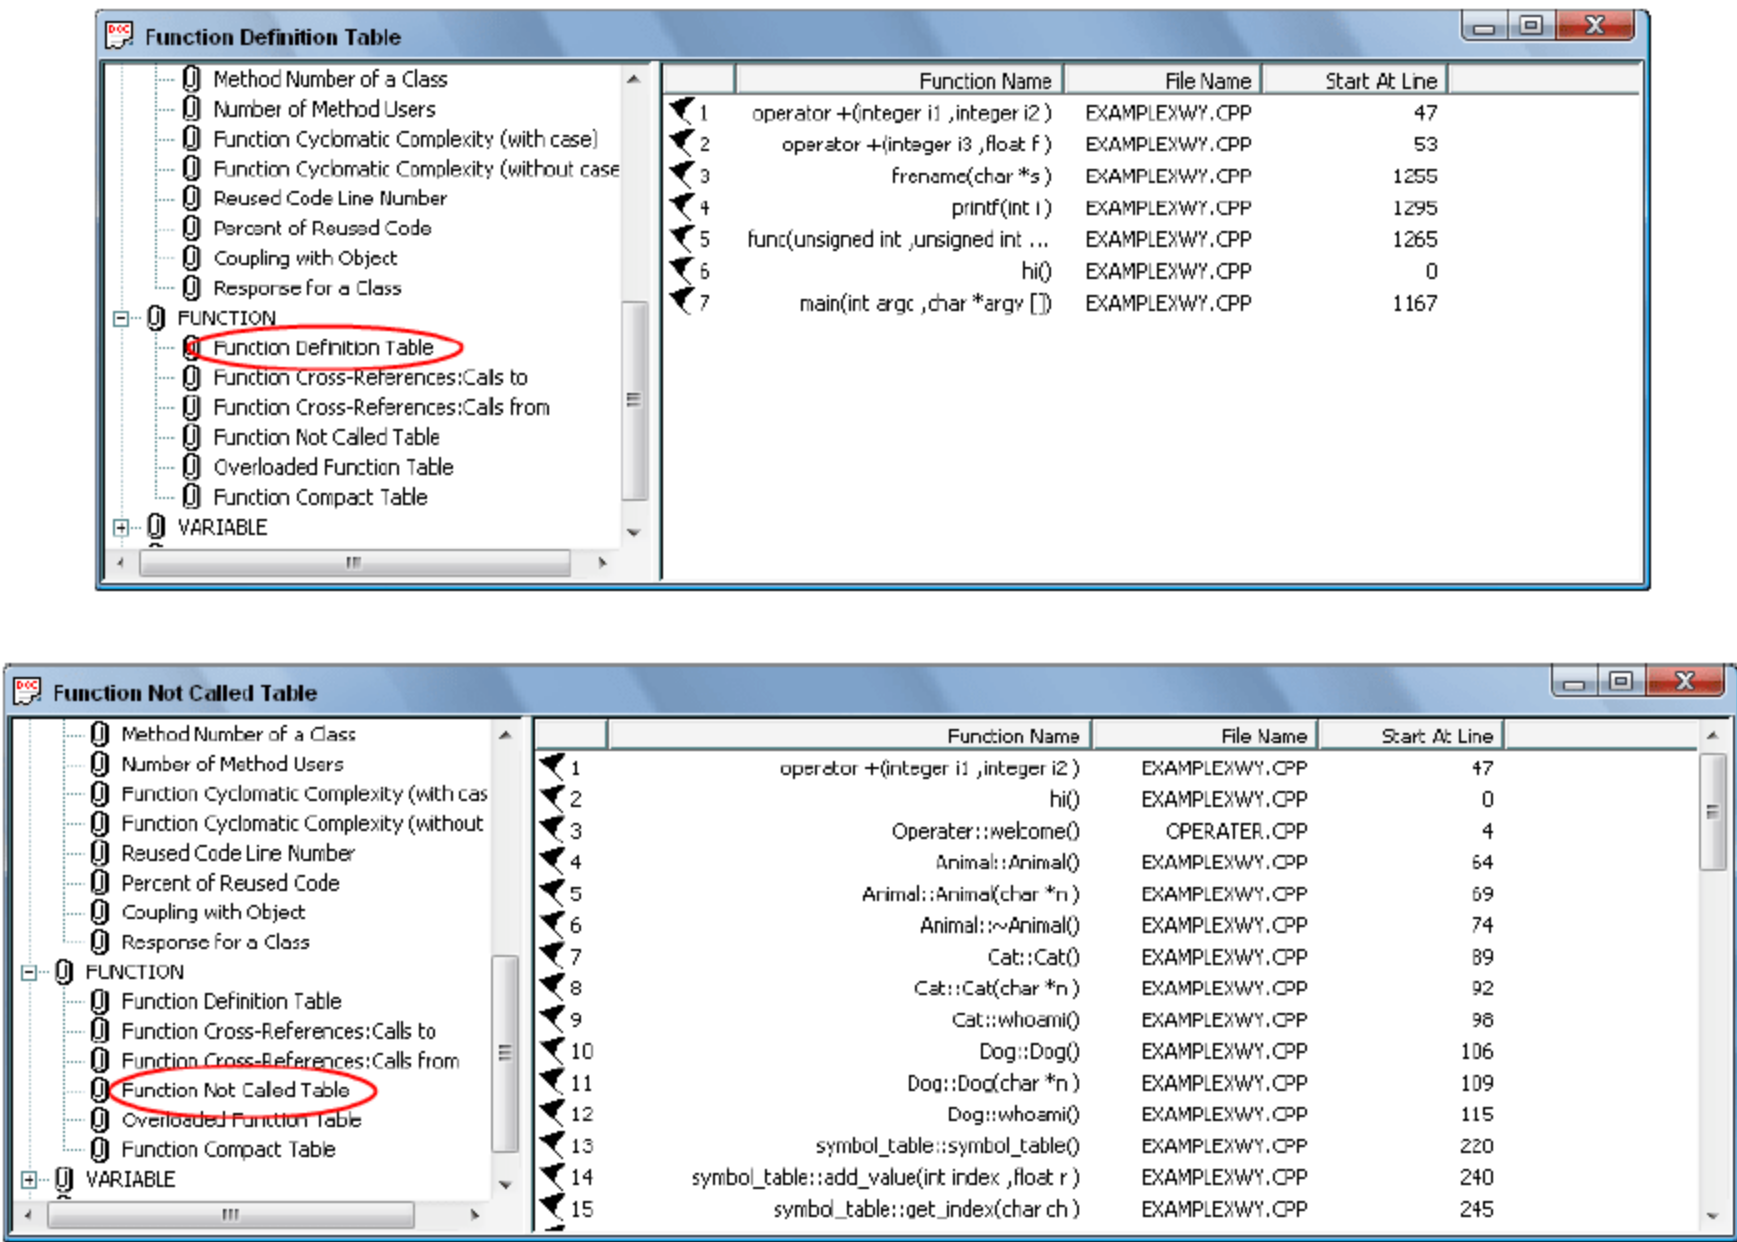 Function Definition Table
Method Number of a Class
Number of Method Users
Function Cyclomatic Complexity (with case)
Function Cyclomatic Complexity (without case
Reused Code Line Number
Percent of Reused Code
Coupling with Object
Response for a Class
FUNCTION
Function Definition Table
Function Cross-References:Calls to
Function Cross-References:Calls from
Function Not Called Table
Overloaded Function Table
Function Compact Table
VARIABLE
Function Name File Name Start At Line
1 operator +(integer i1 ,integer i2 ) EXAMPLEXWY.CPP 47
2 operator +(integer i3 ,float f ) EXAMPLEXWY.CPP 53
3 frename(char *s ) EXAMPLEXWY.CPP 1255
4 printf(int i ) EXAMPLEXWY.CPP 1295
5 func(unsigned int ,unsigned int ... EXAMPLEXWY.CPP 1265
6 hi() EXAMPLEXWY.CPP 0
7 main(int argc ,char *argv []) EXAMPLEXWY.CPP 1167
Function Not Called Table
Method Number of a Class
Number of Method Users
Function Cyclomatic Complexity (with cas
Function Cyclomatic Complexity (without
Reused Code Line Number
Percent of Reused Code
Coupling with Object
Response for a Class
FUNCTION
Function Definition Table
Function Cross-References:Calls to
Function Cross-References:Calls from
Function Not Called Table
Overloaded Function Table
Function Compact Table
VARIABLE
Function Name File Name Start At Line
1 operator +(integer i1 ,integer i2 ) EXAMPLEXWY.CPP 47
2 hi() EXAMPLEXWY.CPP 0
3 Operater::welcome() OPERATER.CPP 4
4 Animal::Animal() EXAMPLEXWY.CPP 64
5 Animal::Animal(char *n ) EXAMPLEXWY.CPP 69
6 Animal::~Animal() EXAMPLEXWY.CPP 74
7 Cat::Cat() EXAMPLEXWY.CPP 89
8 Cat::Cat(char *n ) EXAMPLEXWY.CPP 92
9 Cat::whoami() EXAMPLEXWY.CPP 98
10 Dog::Dog() EXAMPLEXWY.CPP 106
11 Dog::Dog(char *n ) EXAMPLEXWY.CPP 109
12 Dog::whoami() EXAMPLEXWY.CPP 115
13 symbol_table::symbol_table() EXAMPLEXWY.CPP 220
14 symbol_table::add_value(int index ,float r ) EXAMPLEXWY.CPP 240
15 symbol_table::get_index(char ch ) EXAMPLEXWY.CPP 245